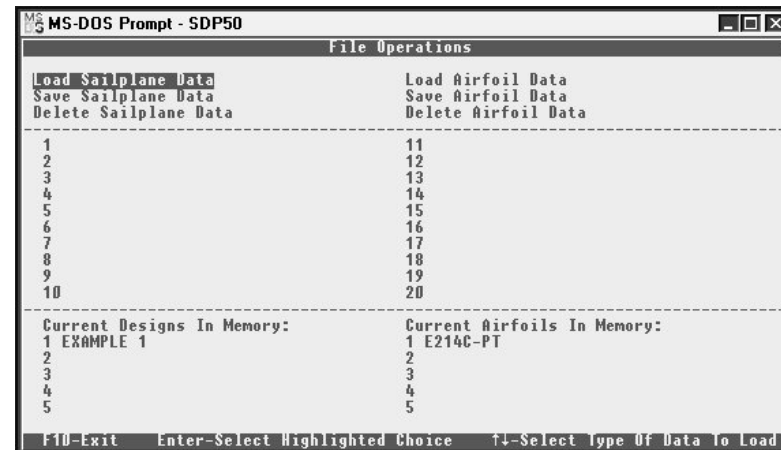 MS-DOS Prompt - SDP50
File Operations
Load Sailplane Data Load Airfoil Data
Save Sailplane Data Save Airfoil Data
Delete Sailplane Data Delete Airfoil Data
1 11
2 12
3 13
4 14
5 15
6 16
7 17
8 18
9 19
10 20
Current Designs In Memory: Current Airfoils In Memory:
1 EXAMPLE 1 1 E214C-PT
2 2
3 3
4 4
5 5
F10-Exit Enter-Select Highlighted Choice ↑↓-Select Type Of Data To Load